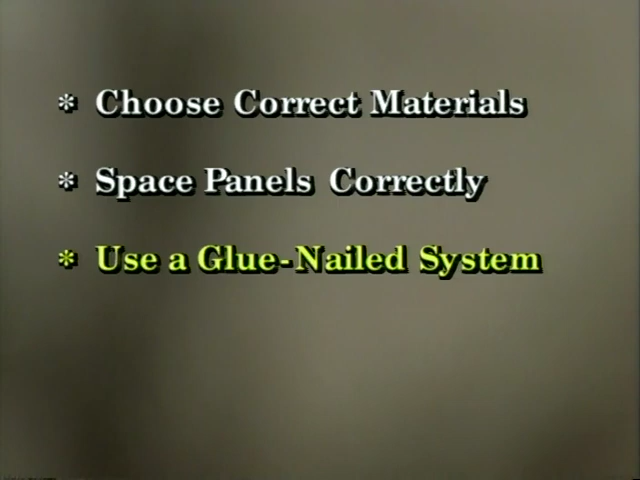 * Choose Correct Materials
* Space Panels Correctly
* Use a Glue-Nailed System